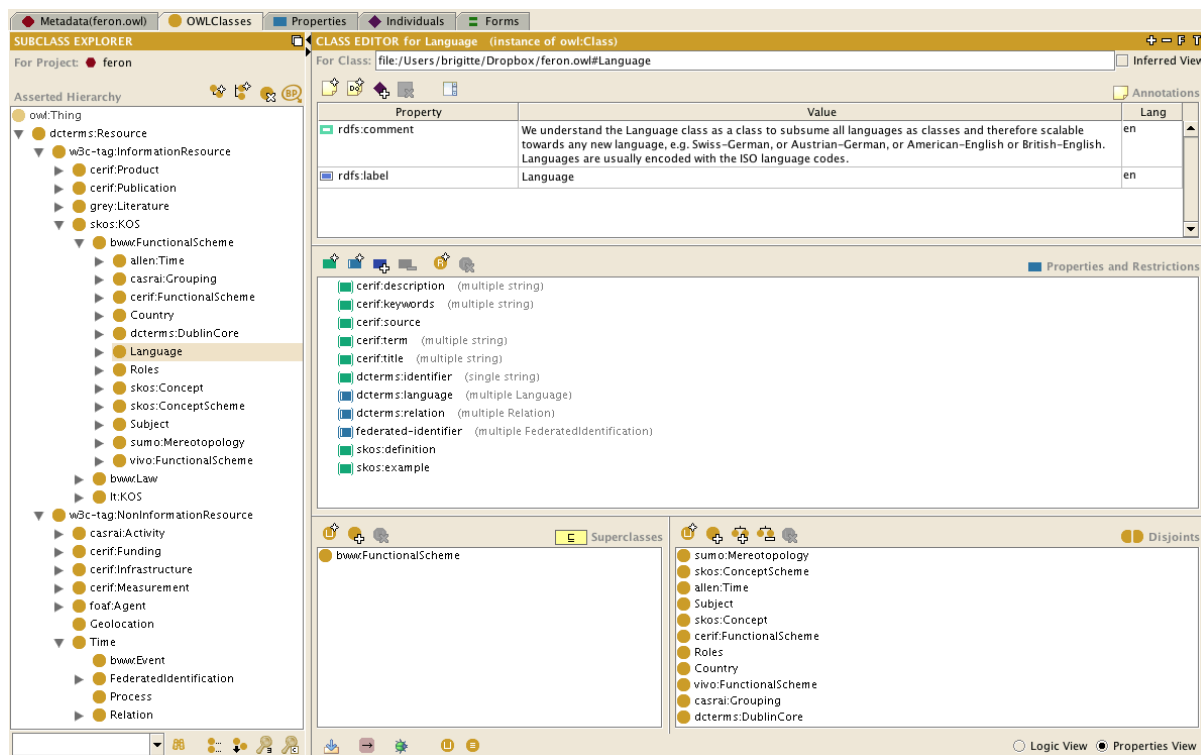 Metadata(feron.owl)
OWLClasses
Properties
Individuals
Forms
SUBCLASS EXPLORER
For Project: feron
Asserted Hierarchy
owl:Thing
dcterms:Resource
w3c-tag:InformationResource
cerif:Product
cerif:Publication
grey:Literature
skos:KOS
bww:FunctionalScheme
allen:Time
casrai:Grouping
cerif:FunctionalScheme
Country
dcterms:DublinCore
Language
Roles
skos:Concept
skos:ConceptScheme
Subject
sumo:Mereotopology
vivo:FunctionalScheme
bww:Law
lt:KOS
w3c-tag:NonInformationResource
casrai:Activity
cerif:Funding
cerif:Infrastructure
cerif:Measurement
foaf:Agent
Geolocation
Time
bww:Event
FederatedIdentification
Process
Relation
CLASS EDITOR for Language (instance of owl:Class)
F T
For Class: file:/Users/brigitte/Dropbox/feron.owl#Language
Inferred View
Annotations
Property Value Lang
rdfs:comment We understand the Language class as a class to subsume all languages as classes and therefore scalable en
towards any new language, e.g. Swiss-German, or Austrian-German, or American-English or British-English.
Languages are usually encoded with the ISO language codes.
rdfs:label Language en
Properties and Restrictions
cerif:description (multiple string)
cerif:keywords (multiple string)
cerif:source
cerif:term (multiple string)
cerif:title (multiple string)
dcterms:identifier (single string)
dcterms:language (multiple Language)
dcterms:relation (multiple Relation)
federated-identifier (multiple FederatedIdentification)
skos:definition
skos:example
Superclasses
bww:FunctionalScheme
Disjoints
sumo:Mereotopology
skos:ConceptScheme
allen:Time
Subject
skos:Concept
cerif:FunctionalScheme
Roles
Country
vivo:FunctionalScheme
casrai:Grouping
dcterms:DublinCore
Logic View
Properties View